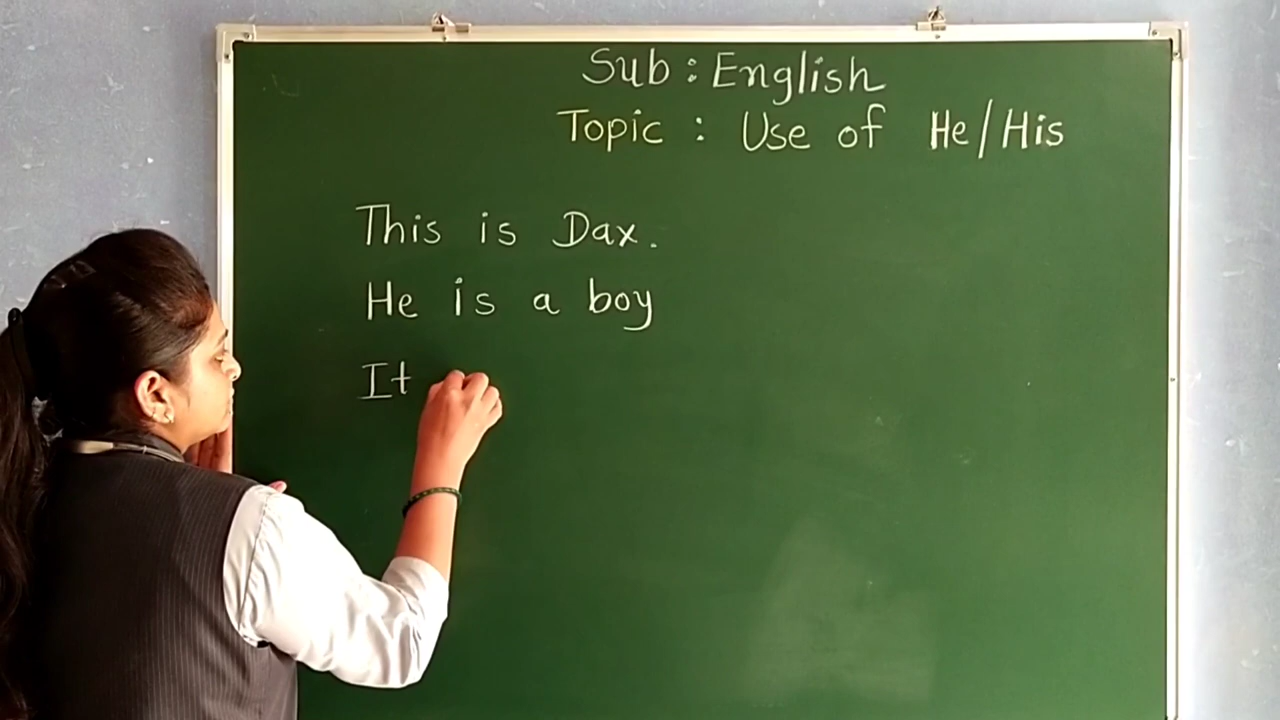 Sub : English
Topic : Use of He/His
This is Dax.
He is a boy
It